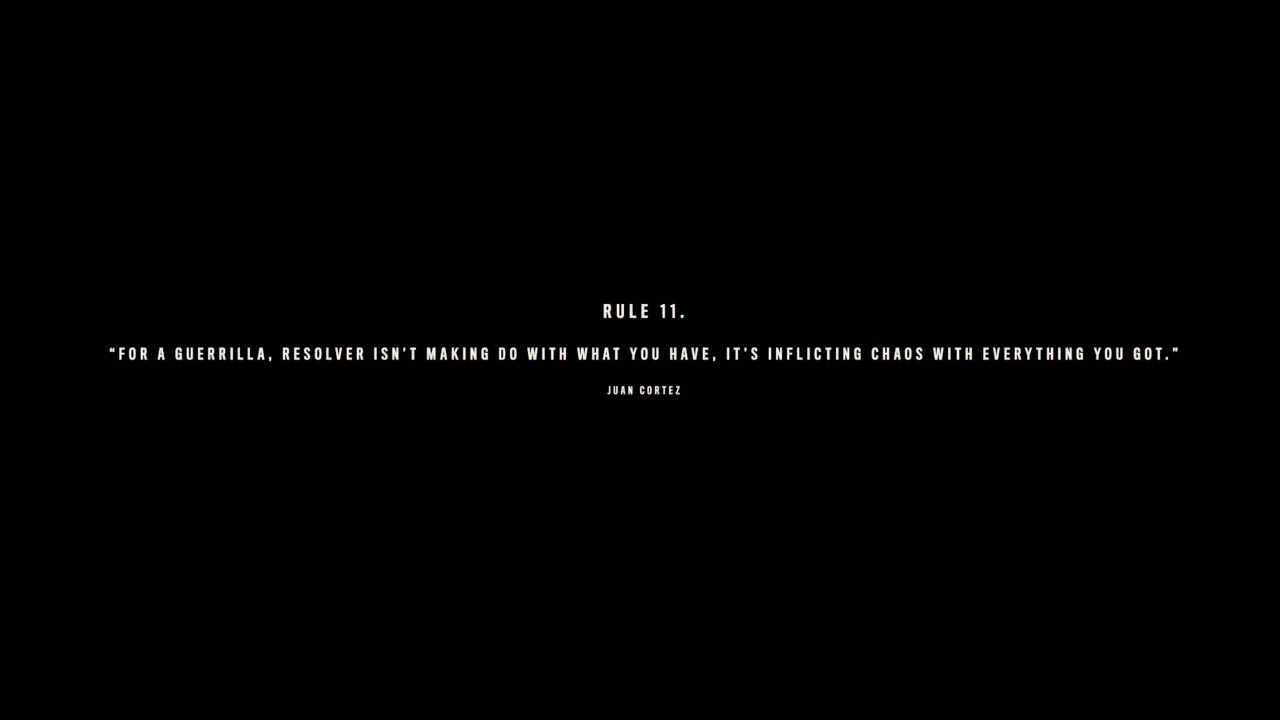 RULE 11.
“FOR A GUERRILLA, RESOLVER ISN’T MAKING DO WITH WHAT YOU HAVE, IT’S INFLICTING CHAOS WITH EVERYTHING YOU GOT.”
JUAN CORTEZ